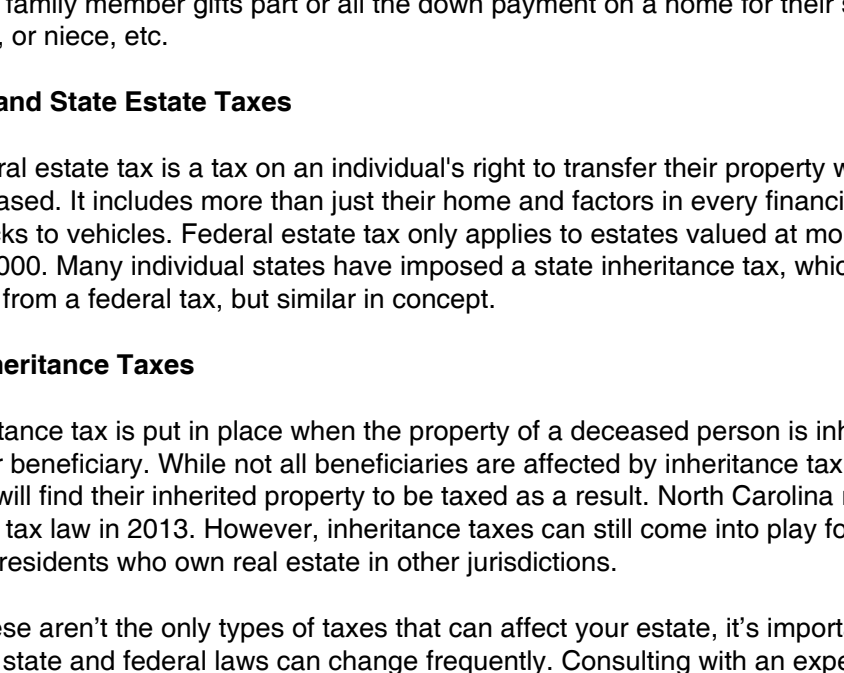 family member gifts part or all the down payment on a home for their
, or niece, etc.
and State Estate Taxes
ral estate tax is a tax on an individual's right to transfer their property
ased. It includes more than just their home and factors in every financi
ks to vehicles. Federal estate tax only applies to estates valued at mo
000. Many individual states have imposed a state inheritance tax, whic
from a federal tax, but similar in concept.
heritance Taxes
tance tax is put in place when the property of a deceased person is inh
r beneficiary. While not all beneficiaries are affected by inheritance tax
will find their inherited property to be taxed as a result. North Carolina
tax law in 2013. However, inheritance taxes can still come into play fo
residents who own real estate in other jurisdictions.
ese aren’t the only types of taxes that can affect your estate, it’s import
state and federal laws can change frequently. Consulting with an expe